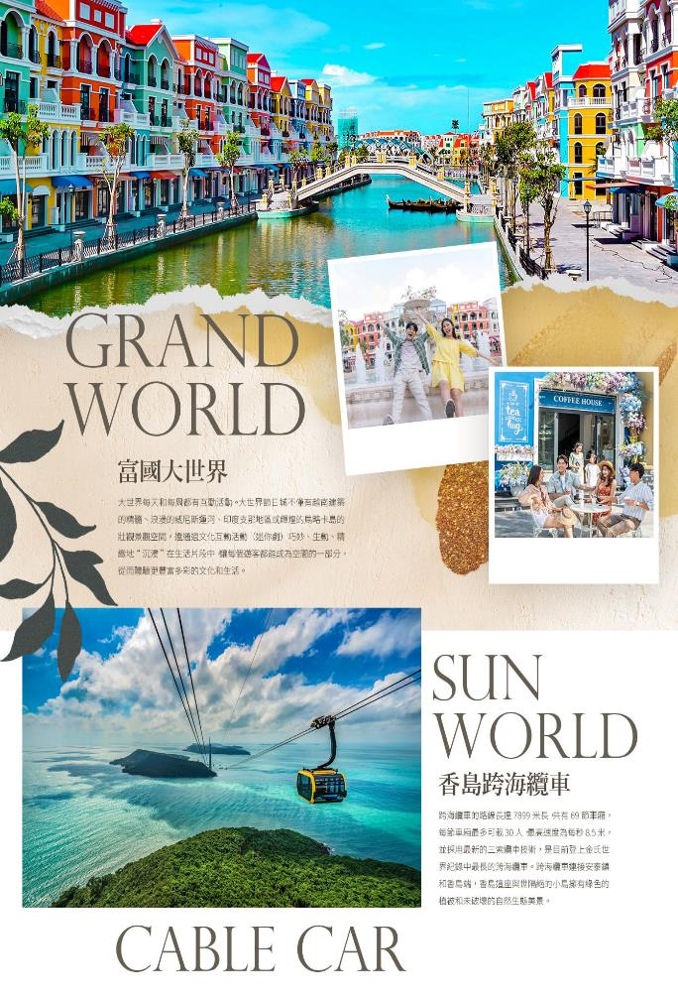 GRAND
WORLD
富國大世界
大世界每天和每周都有互動活動。大世界節日城不僅有越南建築
的精髓、浪漫的威尼斯運河、印度支那地區或輝煌的馬略卡島的
壯觀景觀空間，還通過文化互動活動（迷你劇）巧妙、生動、精
緻地“沉浸”在生活片段中 讓每個遊客都能成為空間的一部分，
從而體驗更豐富多彩的文化和生活。
COFFEE HOUSE
tea
hug
SUN
WORLD
香島跨海纜車
跨海纜車的路線長達 7899 米長 共有 69 節車廂，
每節車廂最多可載 30 人 最高速度為每秒 8.5 米，
並採用最新的三索纜車技術，是目前登上金氏世
界紀錄中最長的跨海纜車。跨海纜車連接安泰鎮
和香島端，香島這座與世隔絕的小島擁有綠色的
植被和未破壞的自然生態美景。
CABLE CAR